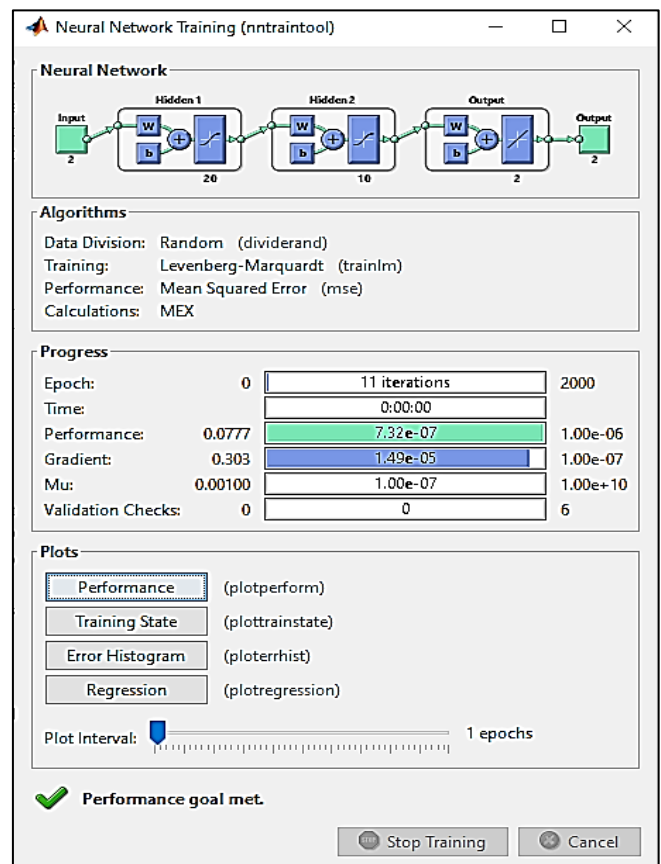 Neural Network Training (nntraintool)
Neural Network
Hidden 1 Hidden 2 Output
Input Output
W W W
b b b
2 20 10 2 2
Algorithms
Data Division: Random (dividerand)
Training: Levenberg-Marquardt (trainlm)
Performance: Mean Squared Error (mse)
Calculations: MEX
Progress
Epoch: 0 11 iterations 2000
Time: 0:00:00
Performance: 0.0777 7.32e-07 1.00e-06
Gradient: 0.303 1.49e-05 1.00e-07
Mu: 0.00100 1.00e-07 1.00e+10
Validation Checks: 0 0 6
Plots
Performance (plotperform)
Training State (plottrainstate)
Error Histogram (ploterrhist)
Regression (plotregression)
Plot Interval: 1 epochs
Performance goal met.
Stop Training Cancel